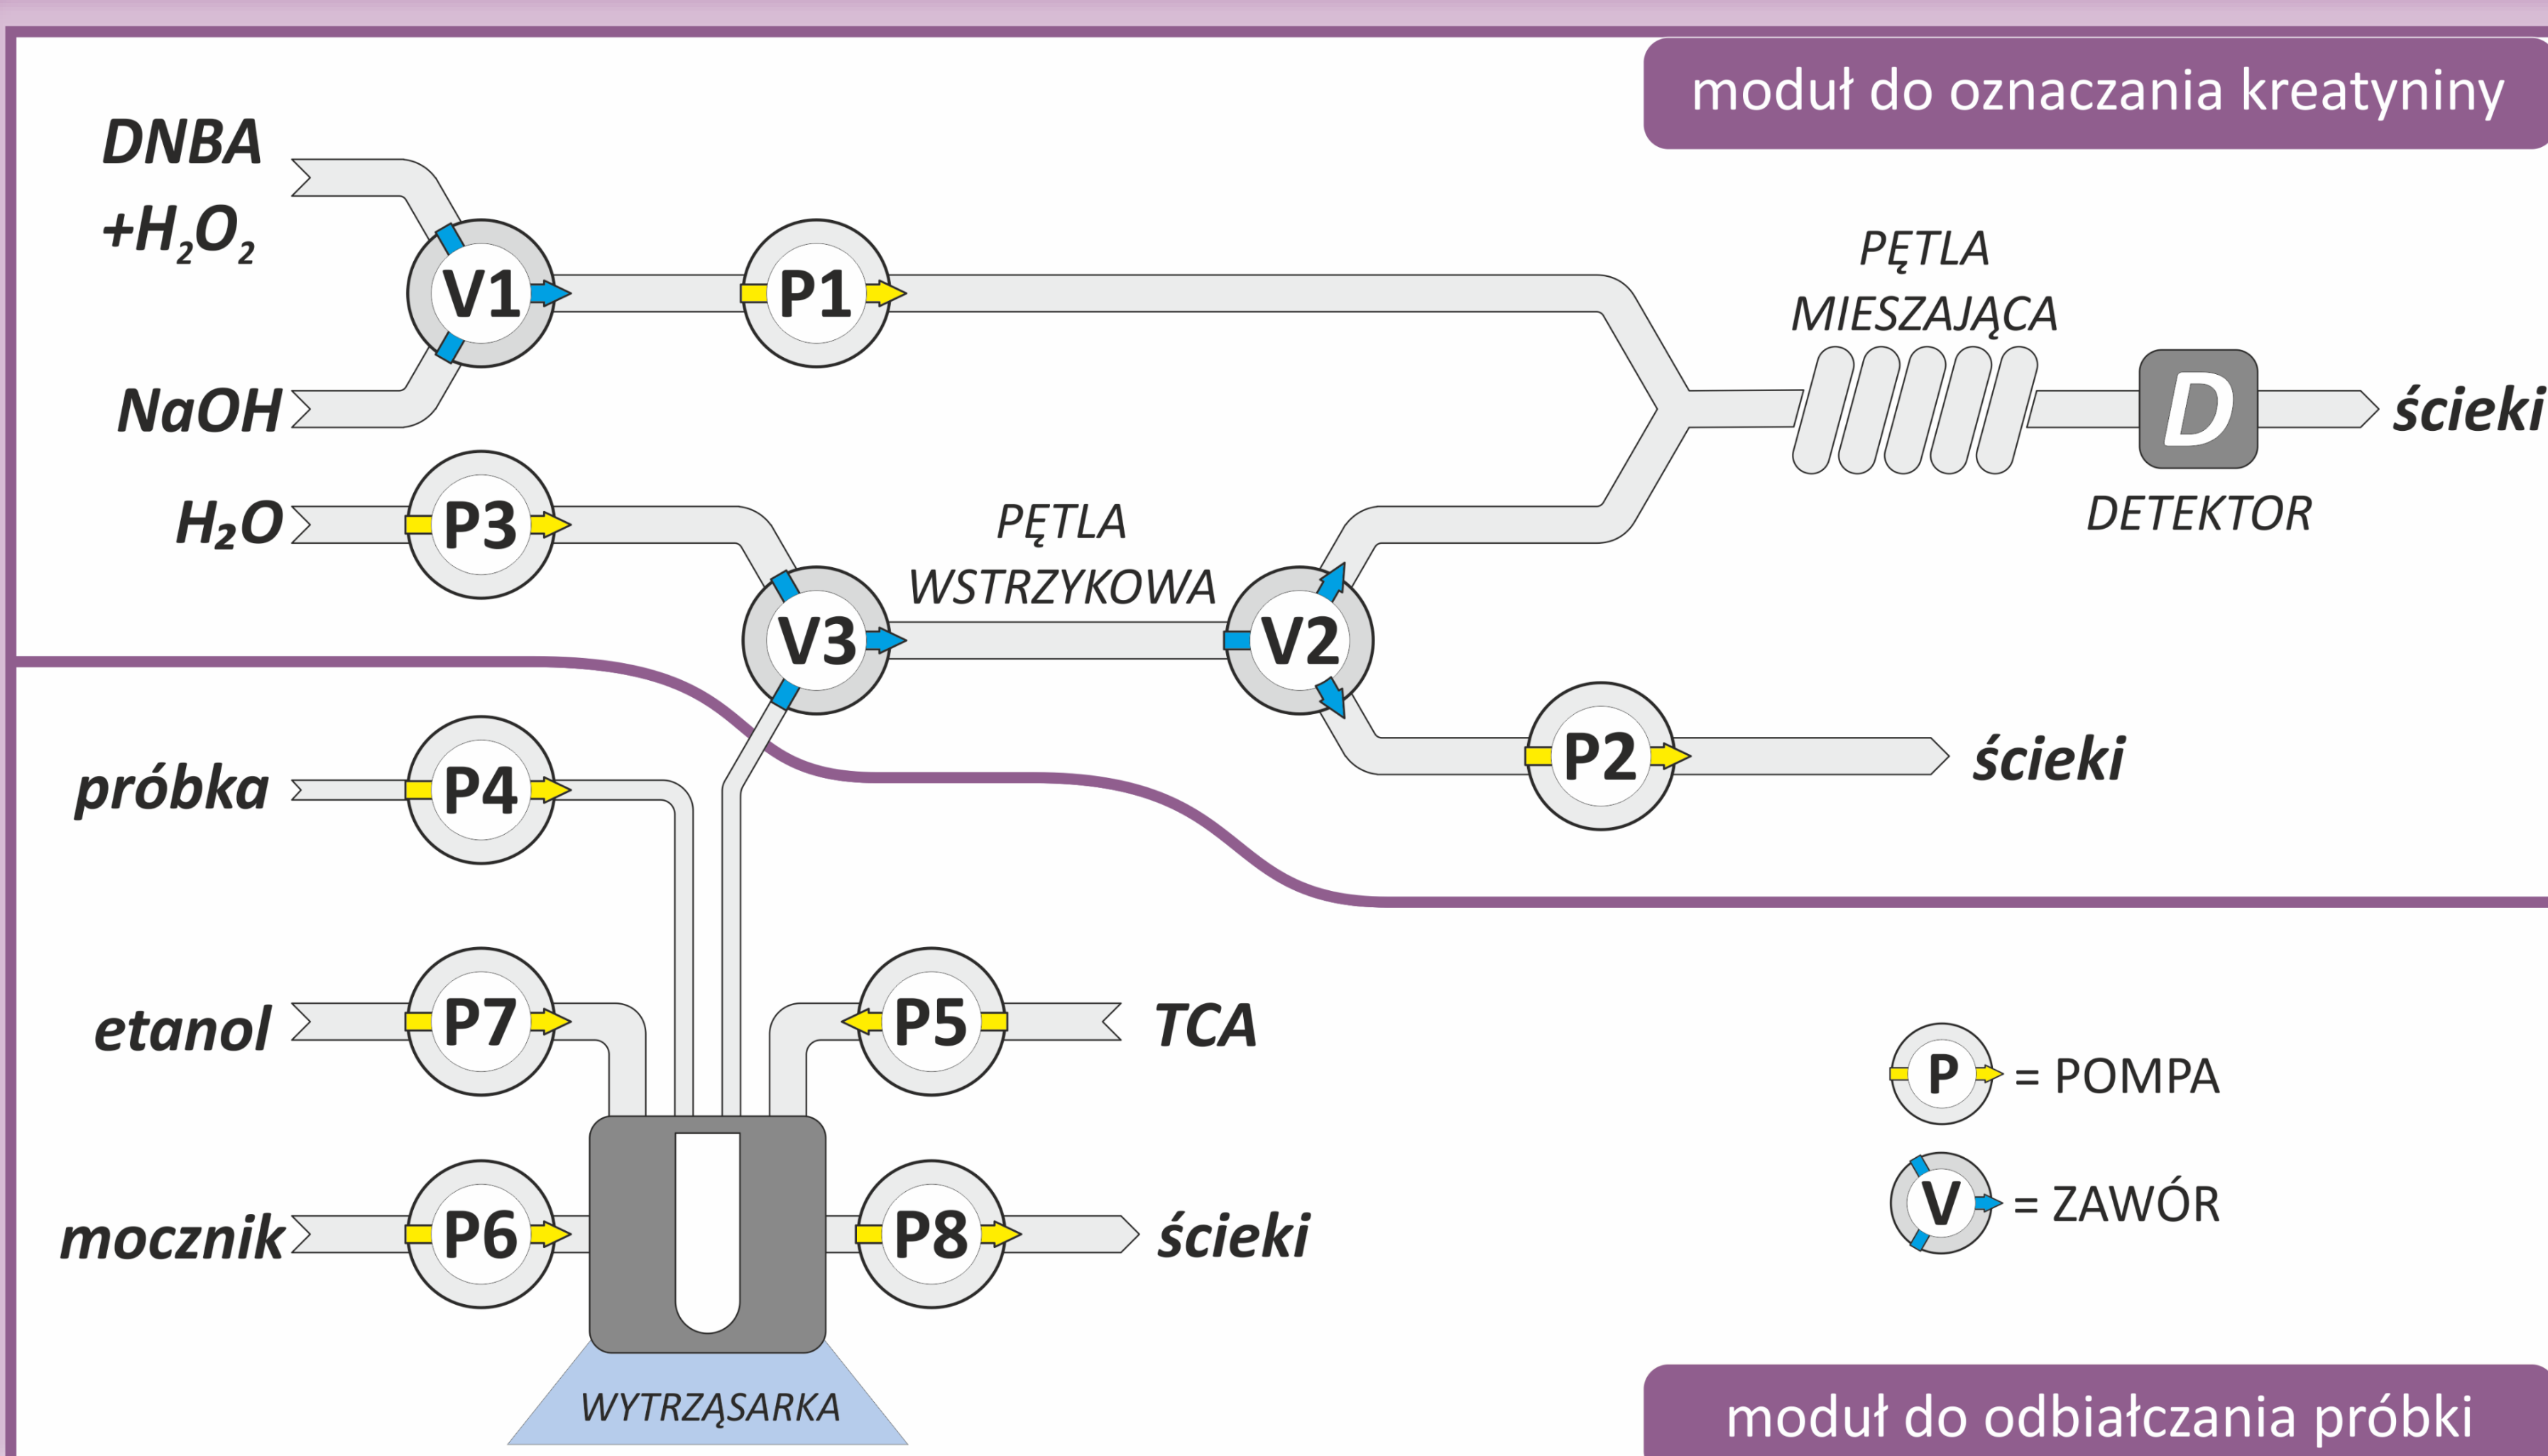 moduł do oznaczania kreatyniny
DNBA
+H₂O₂
V1
P1
NaOH
PĘTLA
MIESZAJĄCA
D
ścieki
DETEKTOR
H₂O
P3
PĘTLA
WSTRZYKOWA
V3
V2
P2
ścieki
próbka
P4
etanol
P7
P5
TCA
mocznik
P6
P8
ścieki
WYTRZĄSARKA
P = POMPA
V = ZAWÓR
moduł do odbiałczania próbki